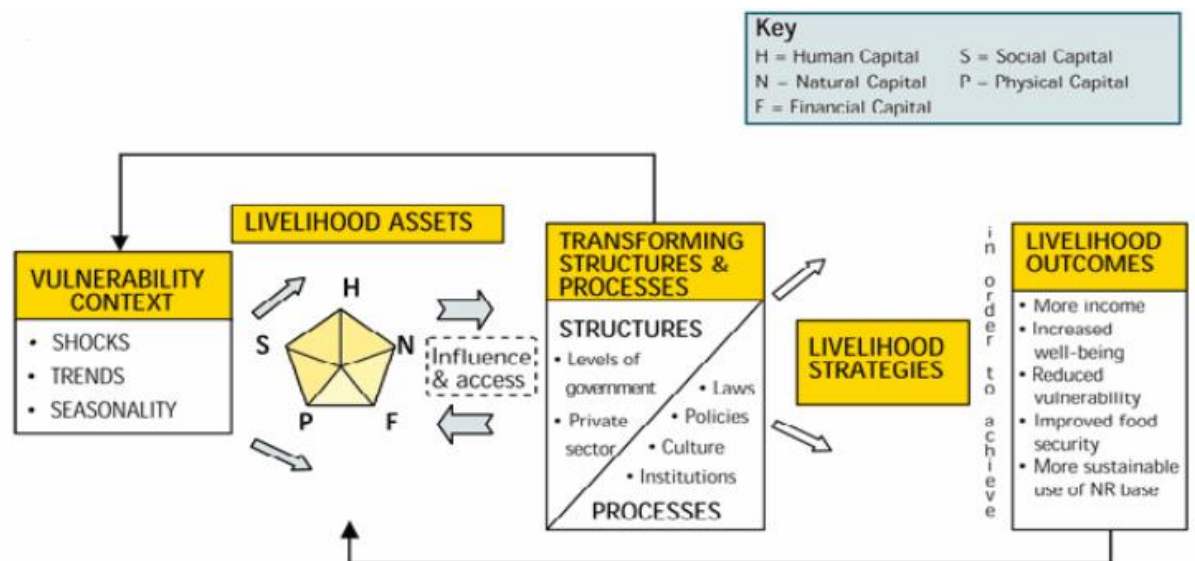 Key
H = Human Capital S = Social Capital
N – Natural Capital P – Physical Capital
F = Financial Capital
LIVELIHOOD ASSETS
VULNERABILITY
CONTEXT
• SHOCKS
• TRENDS
• SEASONALITY
H
S
N
P
F
Influence
& access
TRANSFORMING
STRUCTURES &
PROCESSES
STRUCTURES
• Levels of
government
• Private
sector
• Laws
• Policies
• Culture
• Institutions
PROCESSES
LIVELIHOOD
STRATEGIES
in order to achieve
LIVELIHOOD
OUTCOMES
• More income
• Increased
well-being
• Reduced
vulnerability
• Improved food
security
• More sustainable
use of NR base